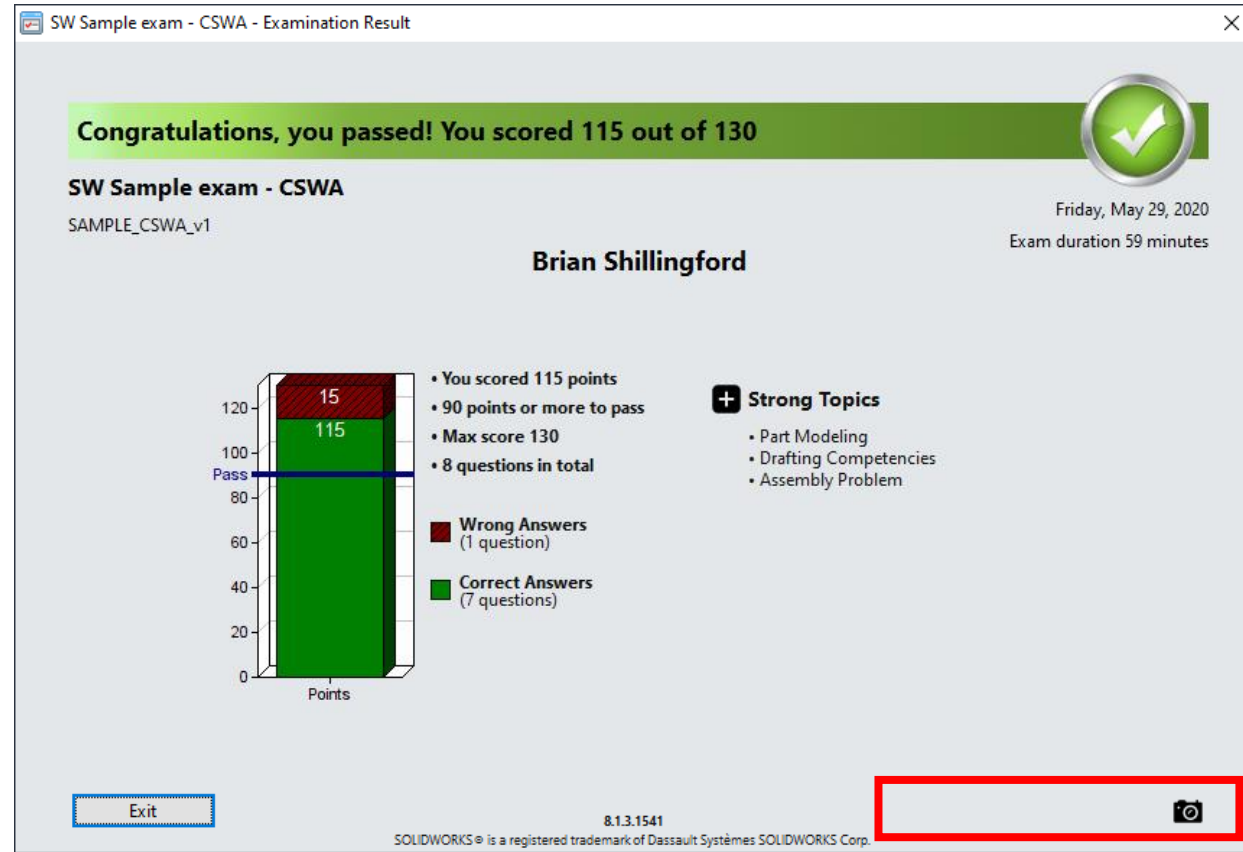 SW Sample exam - CSWA - Examination Result
Congratulations, you passed! You scored 115 out of 130
SW Sample exam - CSWA
SAMPLE_CSWA_v1
Friday, May 29, 2020
Exam duration 59 minutes
Brian Shillingford
120
100
Pass
80
60
40
20
0
15
115
Points
• You scored 115 points
• 90 points or more to pass
• Max score 130
• 8 questions in total
Wrong Answers
(1 question)
Correct Answers
(7 questions)
Strong Topics
• Part Modeling
• Drafting Competencies
• Assembly Problem
Exit
8.1.3.1541
SOLIDWORKS® is a registered trademark of Dassault Systèmes SOLIDWORKS Corp.